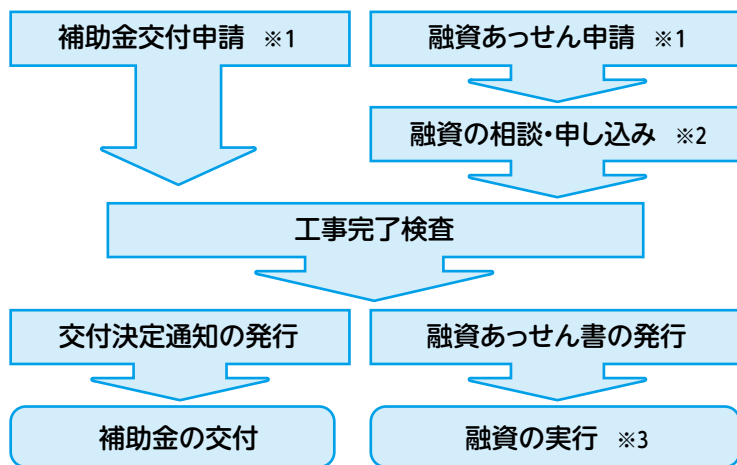 補助金交付申請 ※1
融資あっせん申請 ※1
融資の相談・申し込み ※2
工事完了検査
交付決定通知の発行
融資あっせん書の発行
補助金の交付
融資の実行 ※3